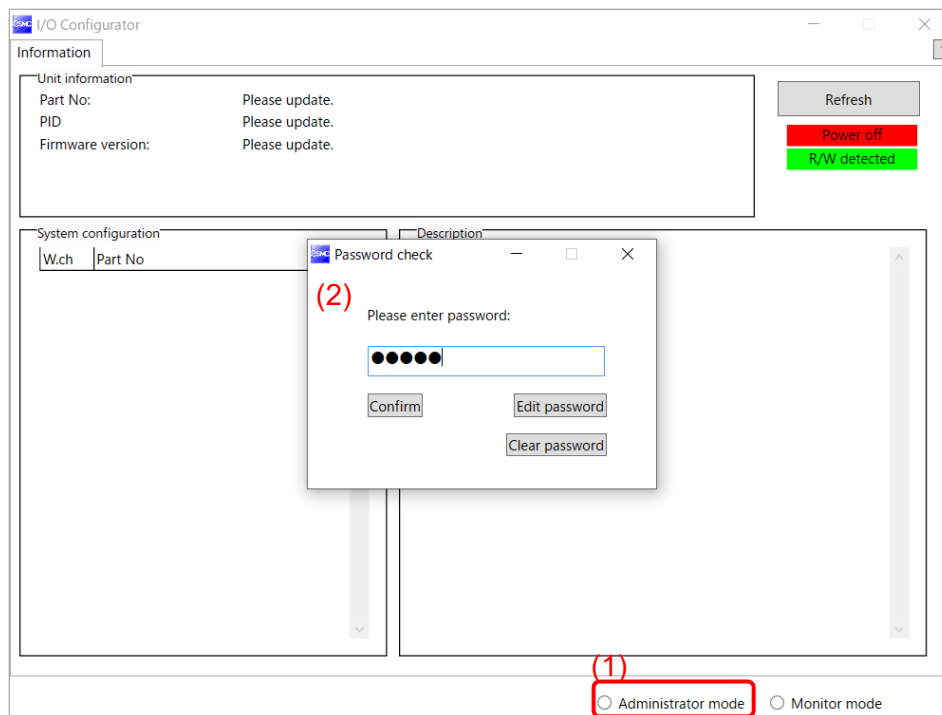 SMC I/O Configurator
Information
Unit information
Part No: Please update.
PID Please update.
Firmware version: Please update.
Refresh
Power off
R/W detected
System configuration
W.ch Part No
Description
SMC Password check
(2)
Please enter password:
●●●●●
Confirm Edit password
Clear password
(1)
Administrator mode Monitor mode